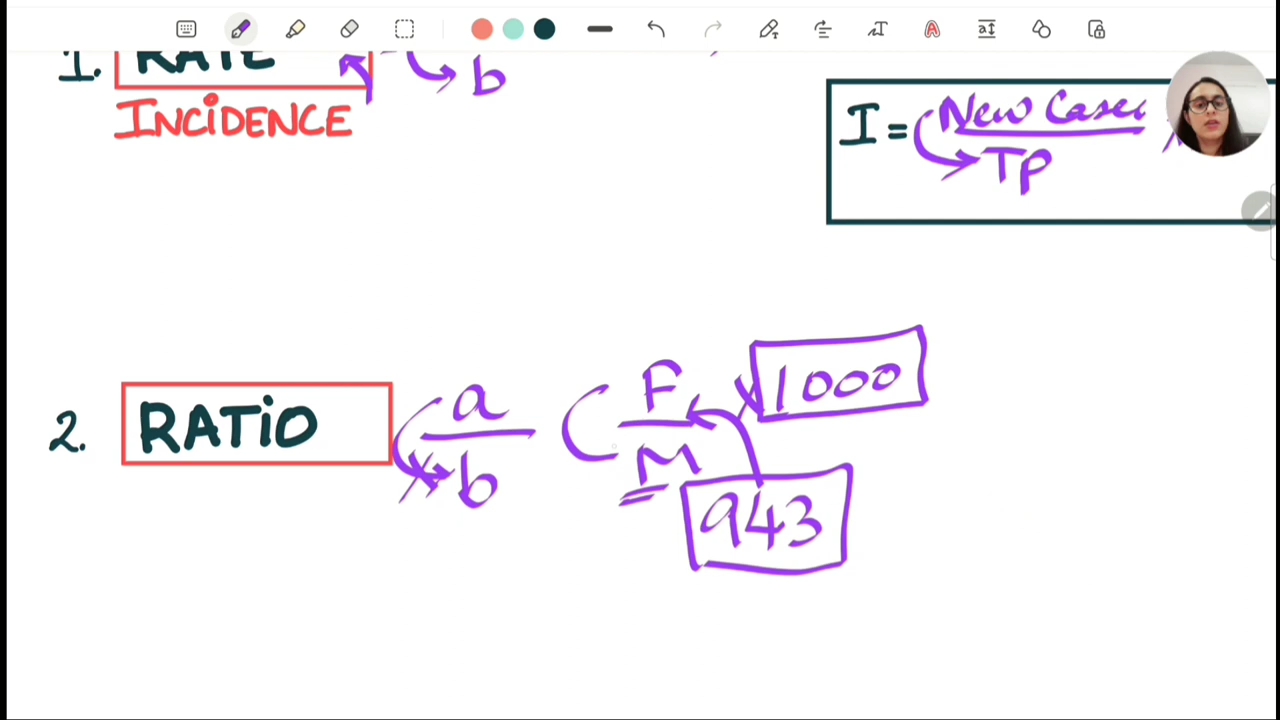 1. RATE
b
INCIDENCE
I = New Cases
TP
2. RATIO a
b
F
M
× 1000
943